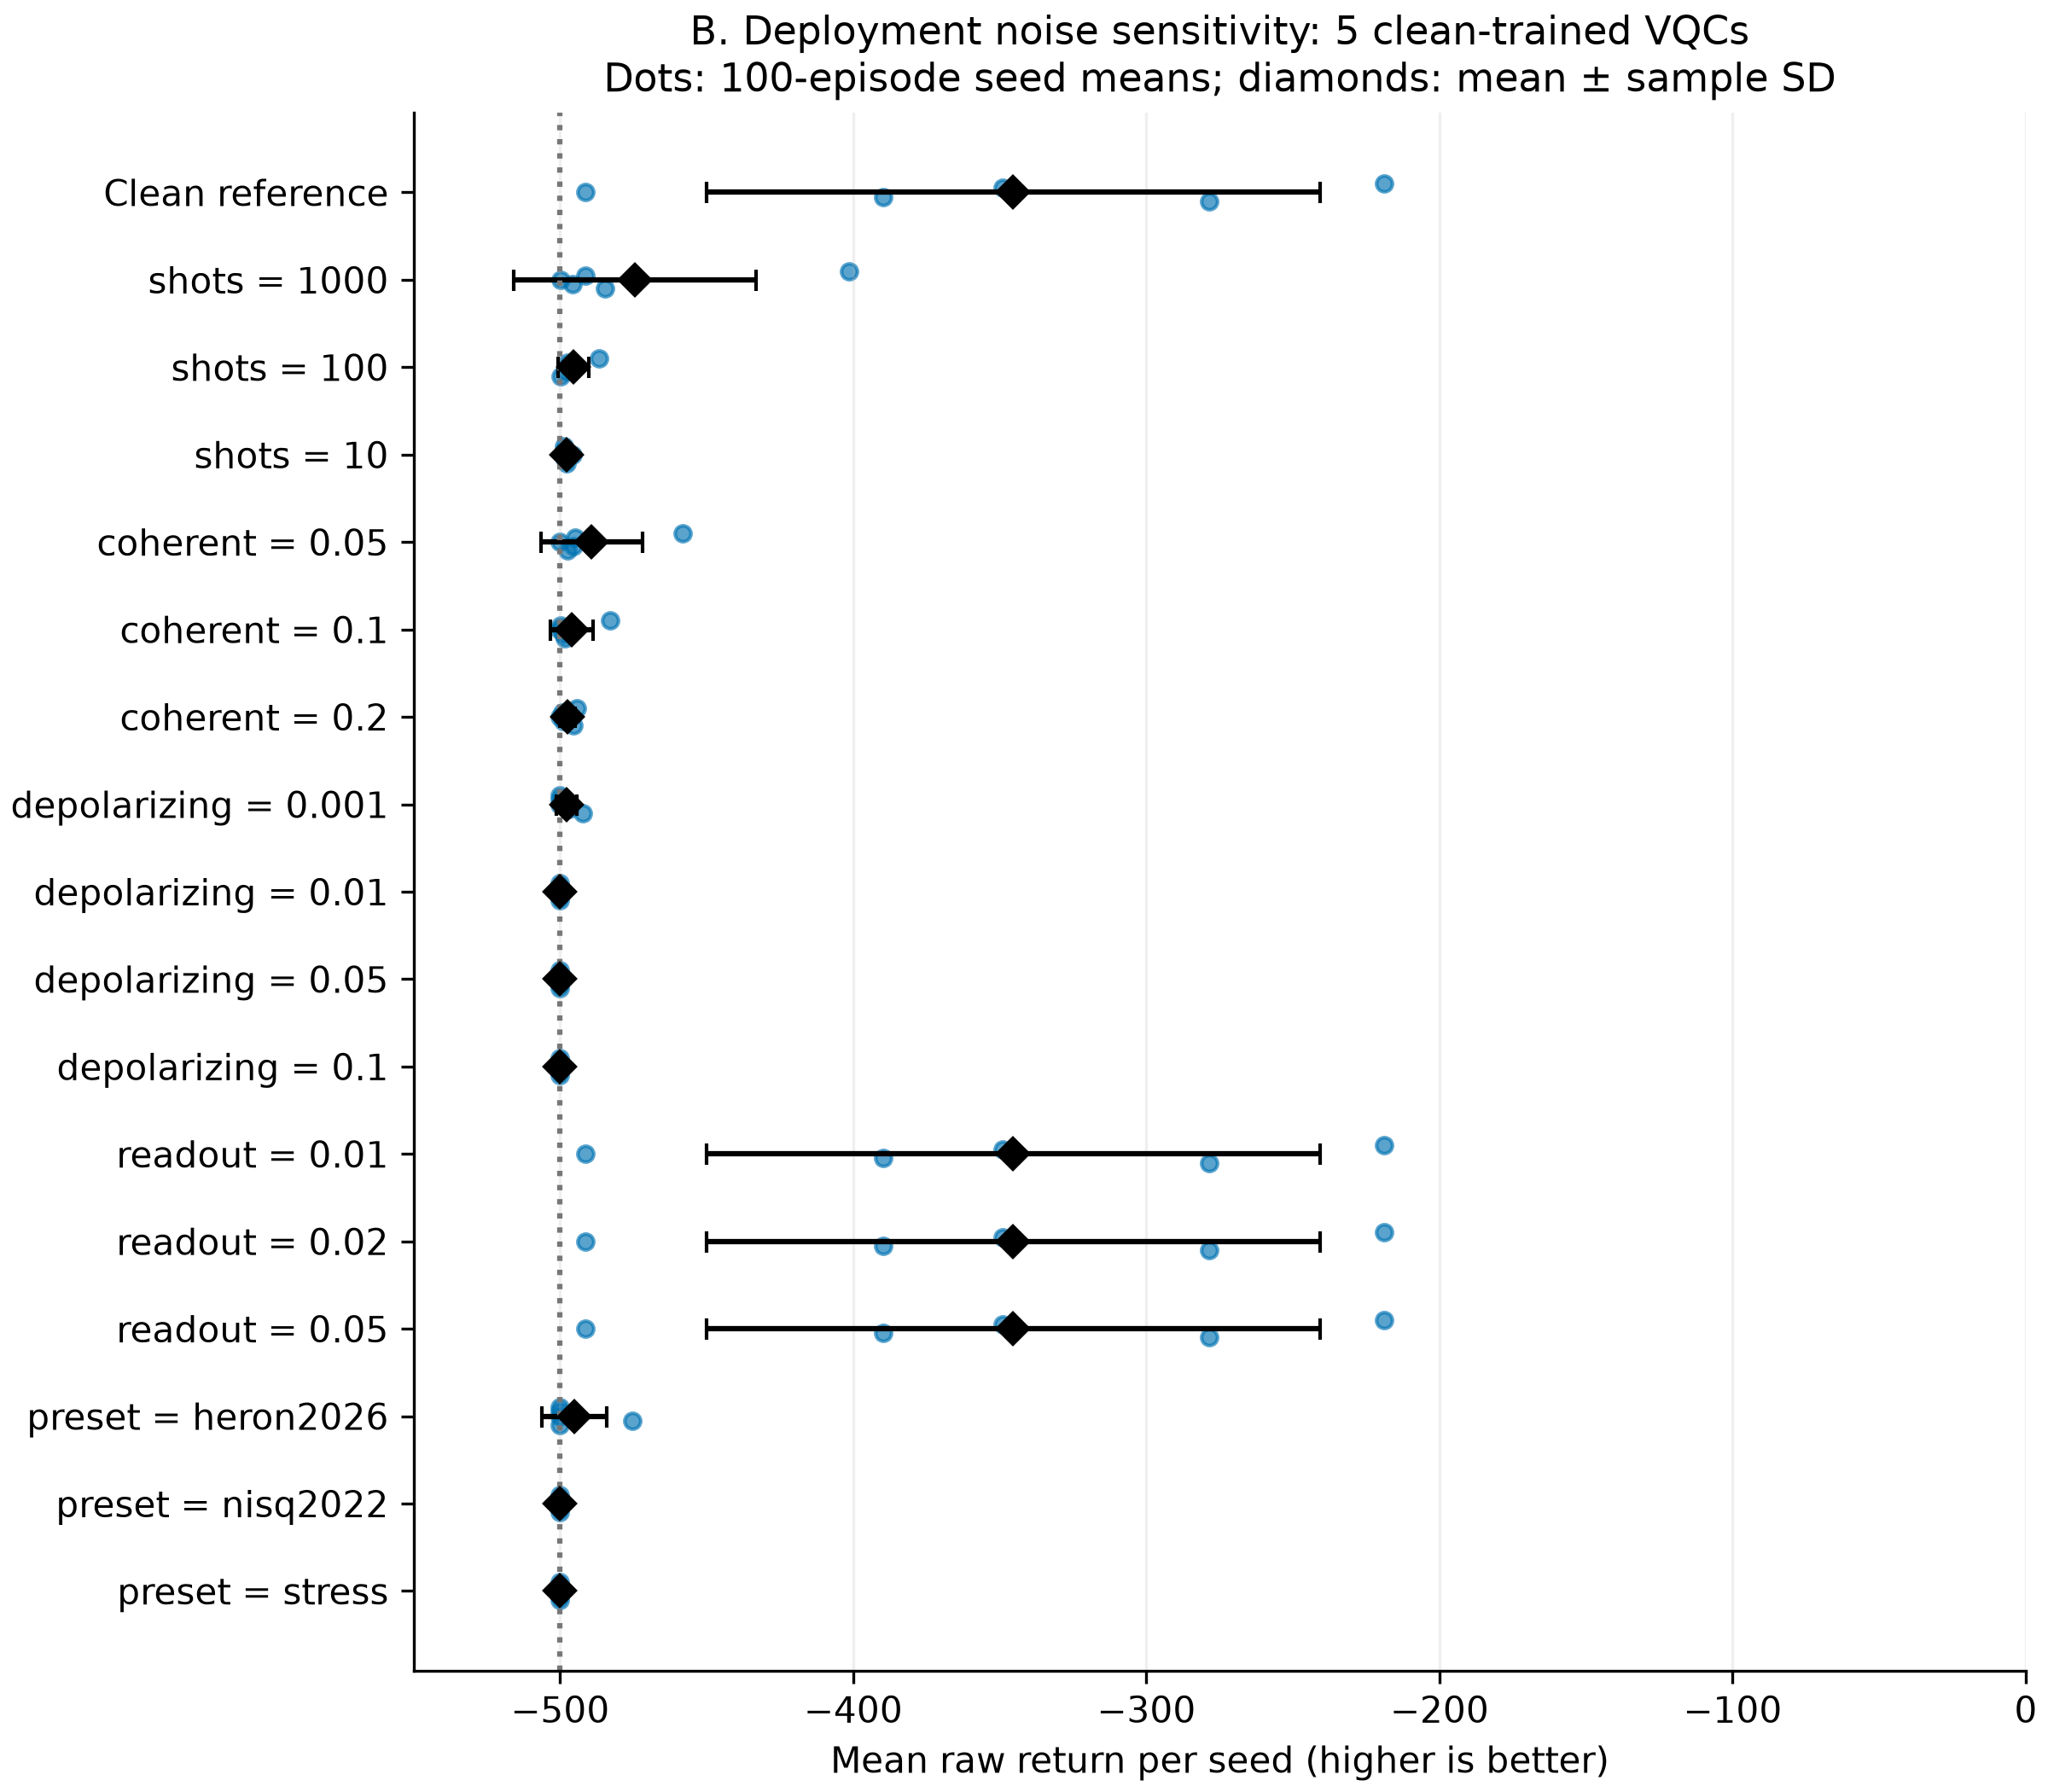 B. Deployment noise sensitivity: 5 clean-trained VQCs
Dots: 100-episode seed means; diamonds: mean ± sample SD
Clean reference
shots = 1000
shots = 100
shots = 10
coherent = 0.05
coherent = 0.1
coherent = 0.2
depolarizing = 0.001
depolarizing = 0.01
depolarizing = 0.05
depolarizing = 0.1
readout = 0.01
readout = 0.02
readout = 0.05
preset = heron2026
preset = nisq2022
preset = stress
−500 −400 −300 −200 −100 0
Mean raw return per seed (higher is better)